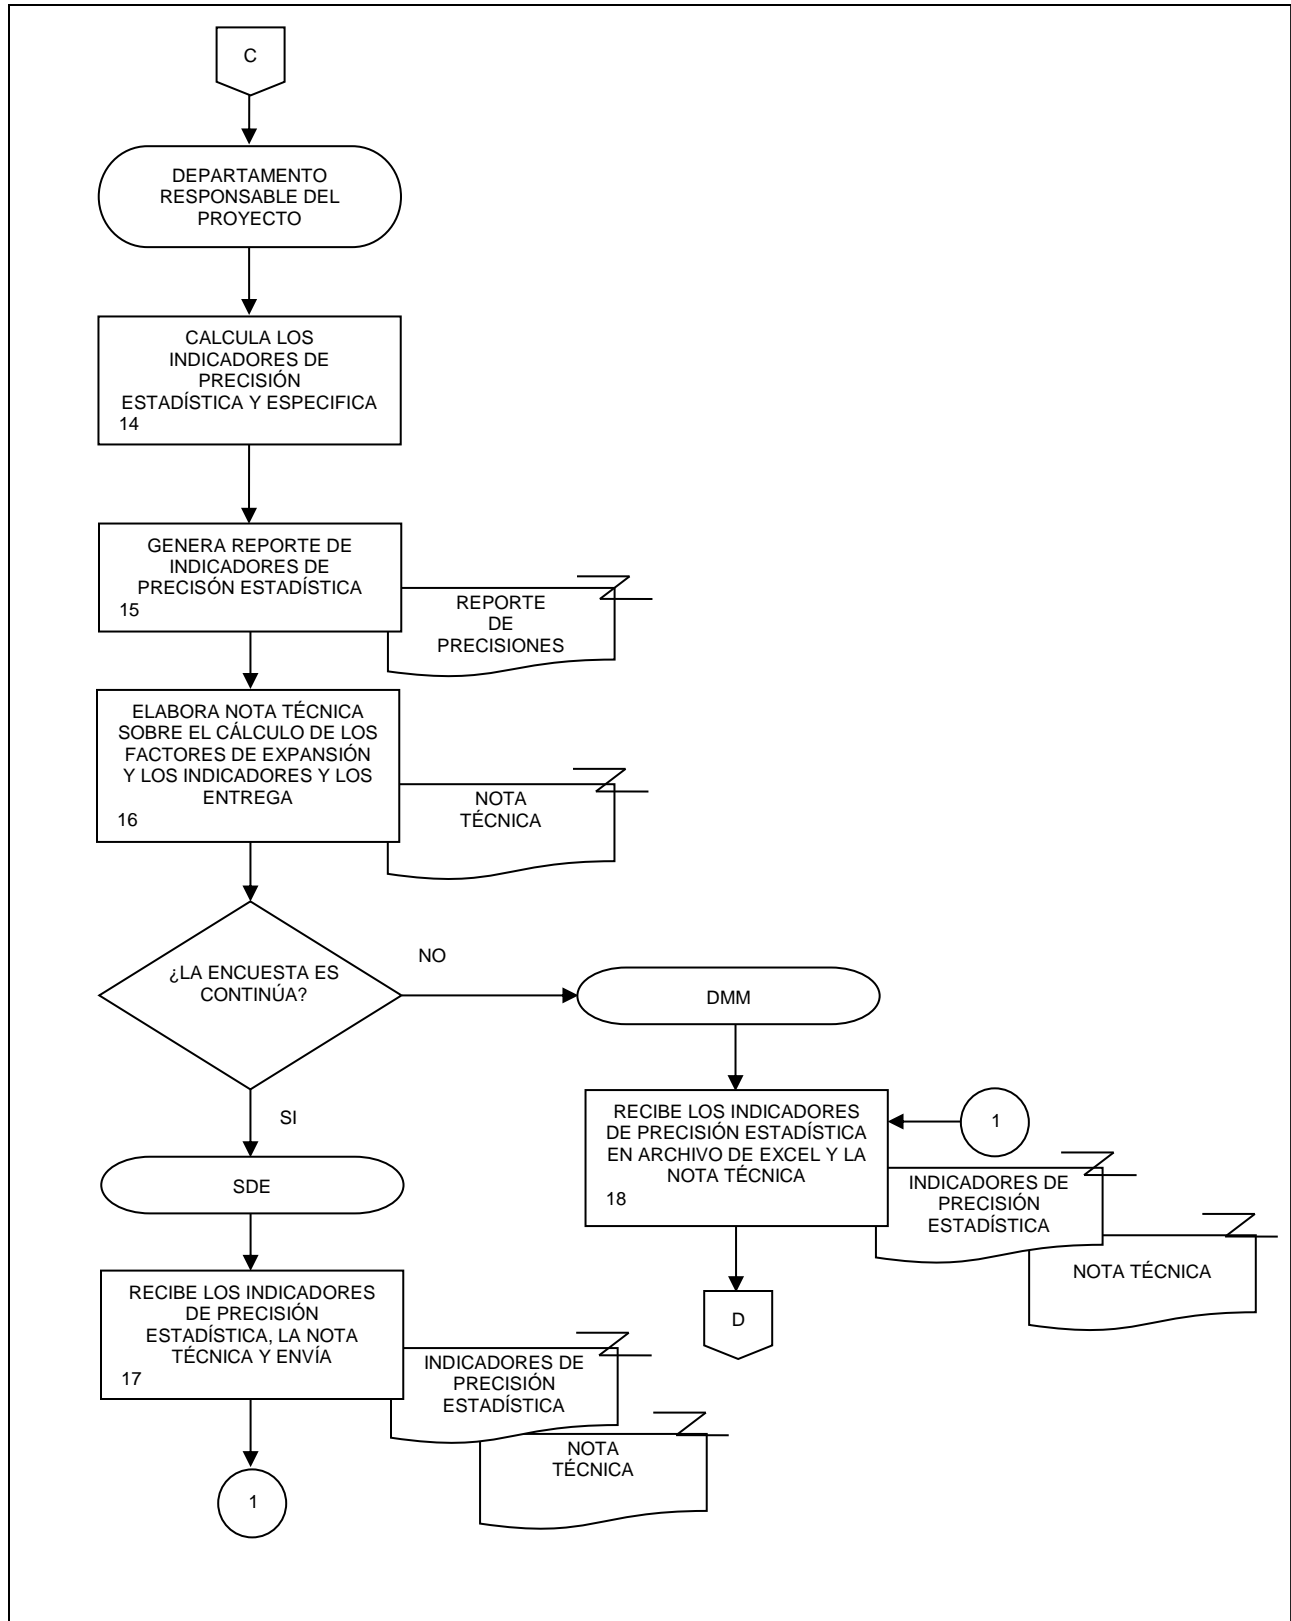 C
DEPARTAMENTO
RESPONSABLE DEL
PROYECTO
CALCULA LOS
INDICADORES DE
PRECISIÓN
ESTADÍSTICA Y ESPECIFICA
14
GENERA REPORTE DE
INDICADORES DE
PRECISÓN ESTADÍSTICA
15
REPORTE
DE
PRECISIONES
ELABORA NOTA TÉCNICA
SOBRE EL CÁLCULO DE LOS
FACTORES DE EXPANSIÓN
Y LOS INDICADORES Y LOS
ENTREGA
16
NOTA
TÉCNICA
¿LA ENCUESTA ES
CONTINÚA?
NO
DMM
RECIBE LOS INDICADORES
DE PRECISIÓN ESTADÍSTICA
EN ARCHIVO DE EXCEL Y LA
NOTA TÉCNICA
18
1
INDICADORES DE
PRECISIÓN
ESTADÍSTICA
NOTA TÉCNICA
D
SI
SDE
RECIBE LOS INDICADORES
DE PRECISIÓN
ESTADÍSTICA, LA NOTA
TÉCNICA Y ENVÍA
17
INDICADORES DE
PRECISIÓN
ESTADÍSTICA
NOTA
TÉCNICA
1